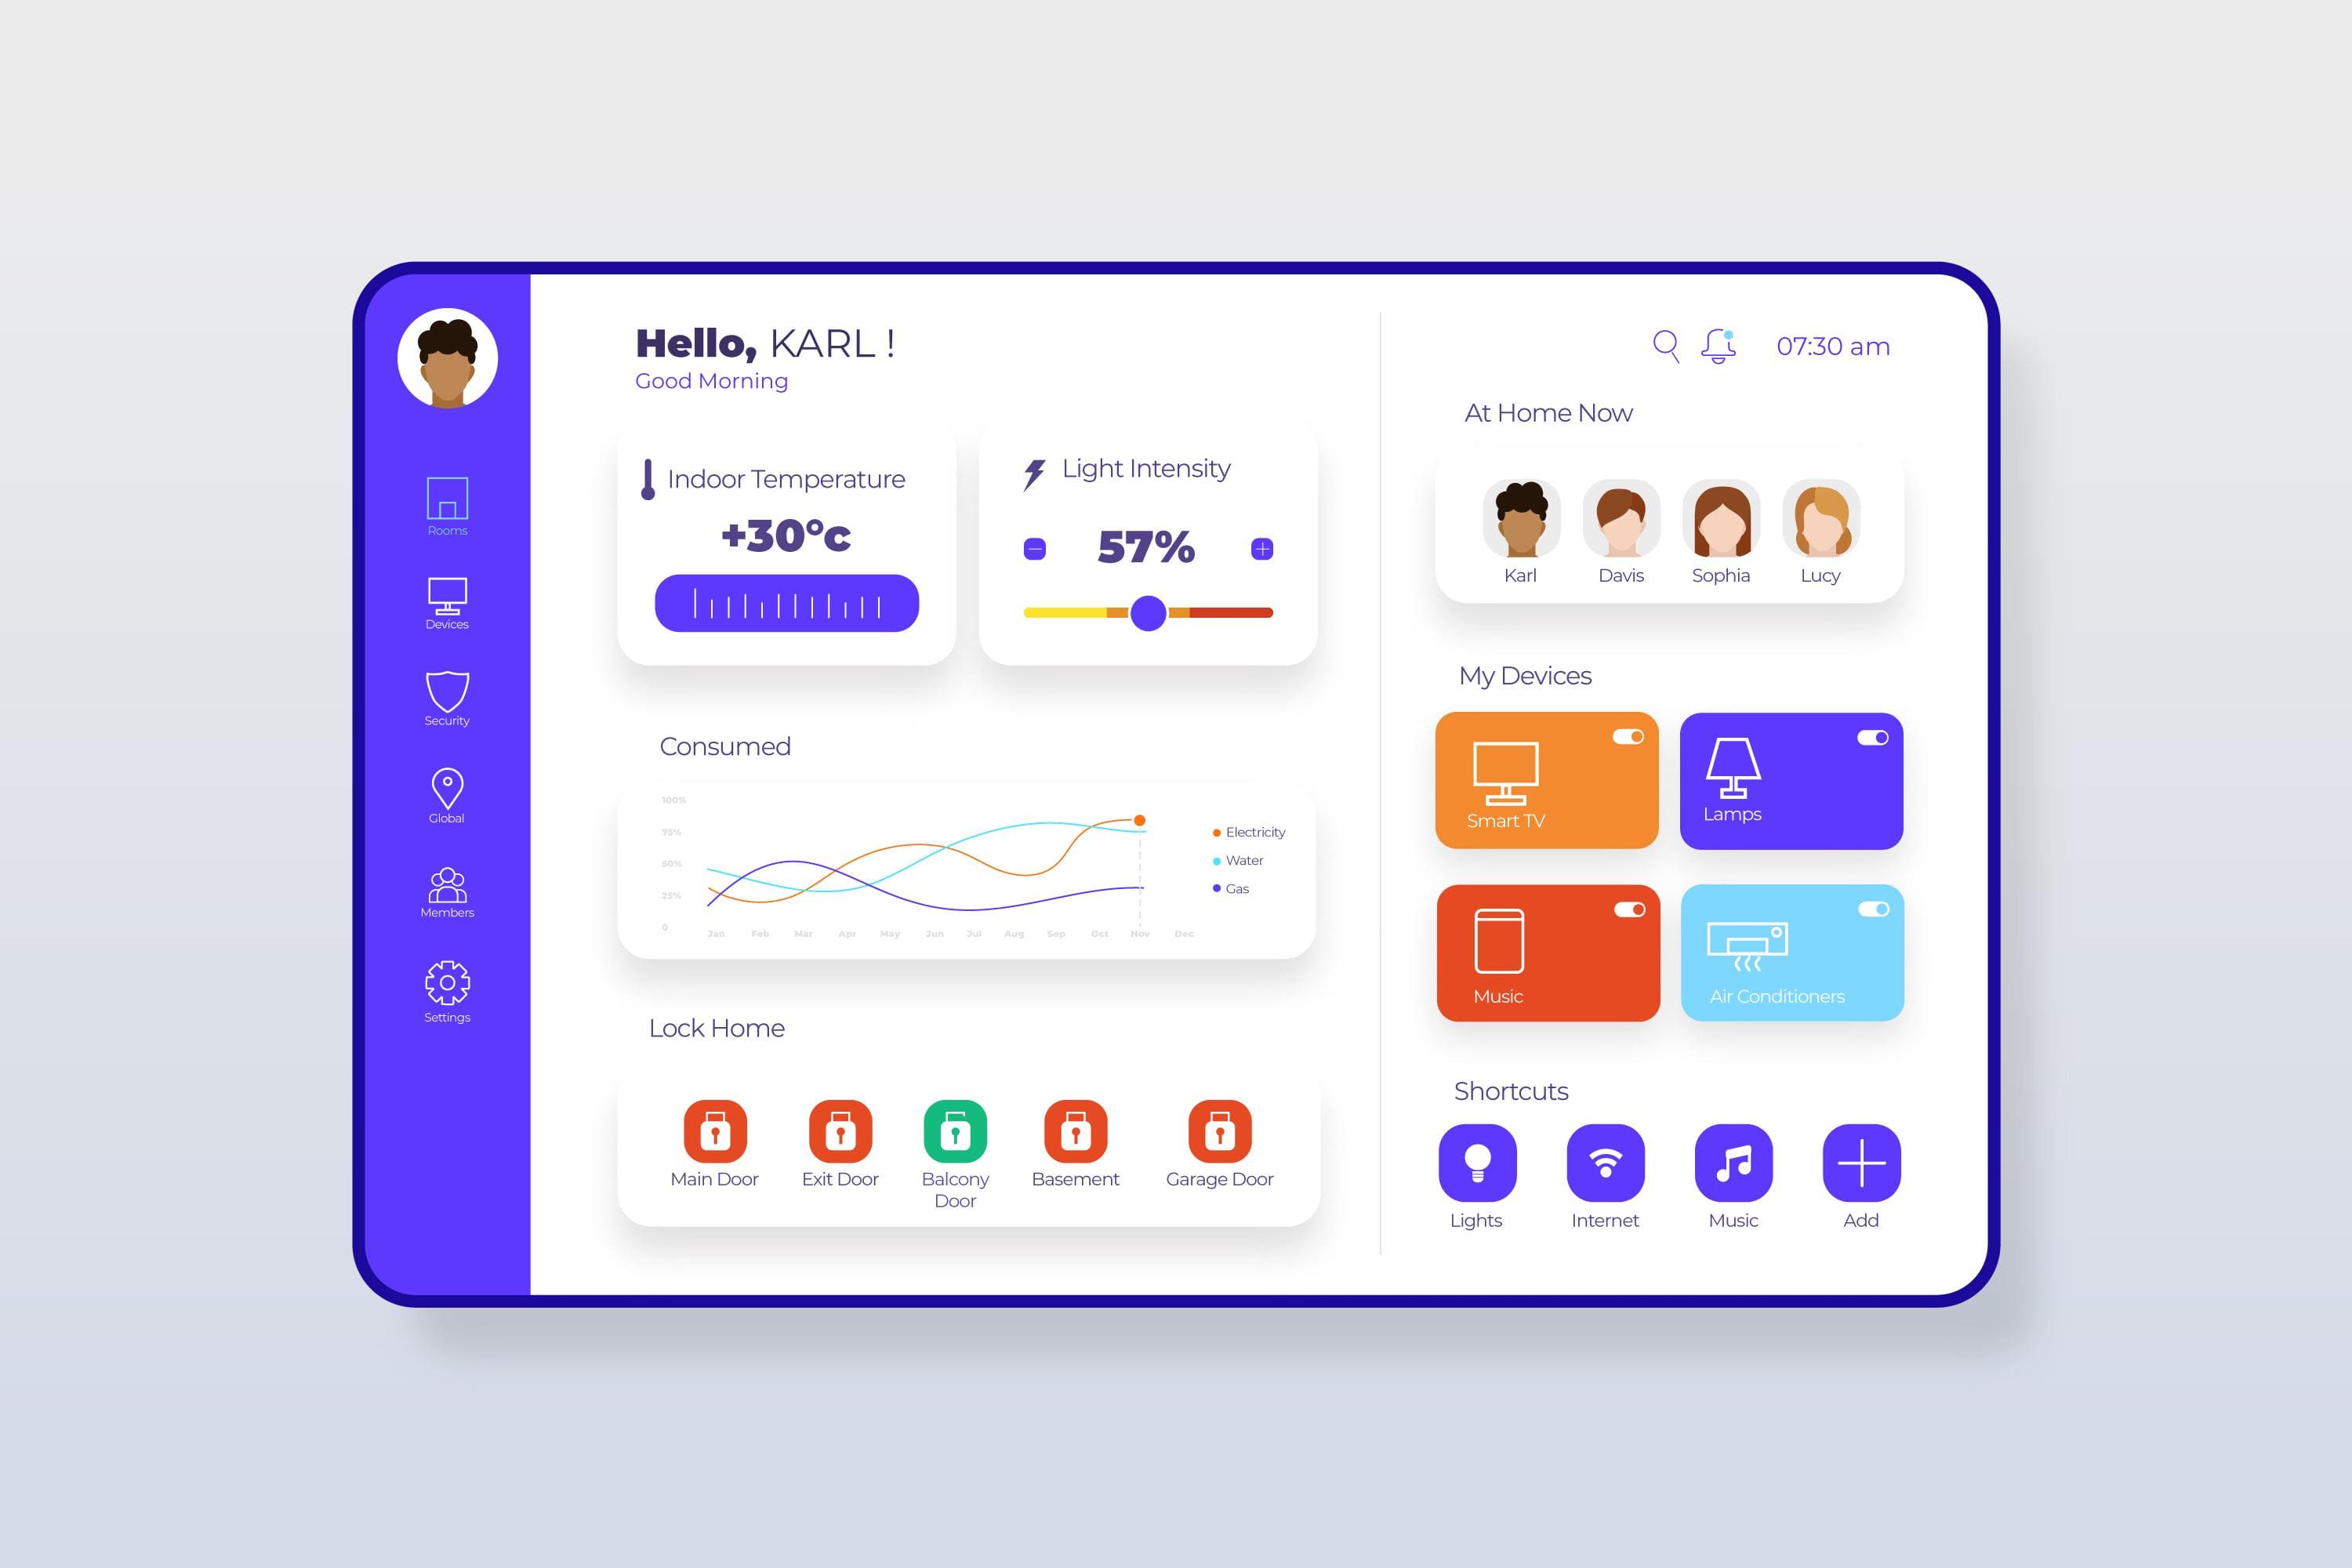 Hello, KARL !
Good Morning
07:30 am
Rooms
Devices
Security
Global
Members
Settings
Indoor Temperature
+30°c
Light Intensity
57%
Consumed
100%
75%
50%
25%
0
Jan Feb Mar Apr May Jun Jul Aug Sep Oct Nov Dec
Electricity
Water
Gas
Lock Home
Main Door
Exit Door
Balcony
Door
Basement
Garage Door
At Home Now
Karl Davis Sophia Lucy
My Devices
Smart TV
Lamps
Music
Air Conditioners
Shortcuts
Lights Internet Music Add